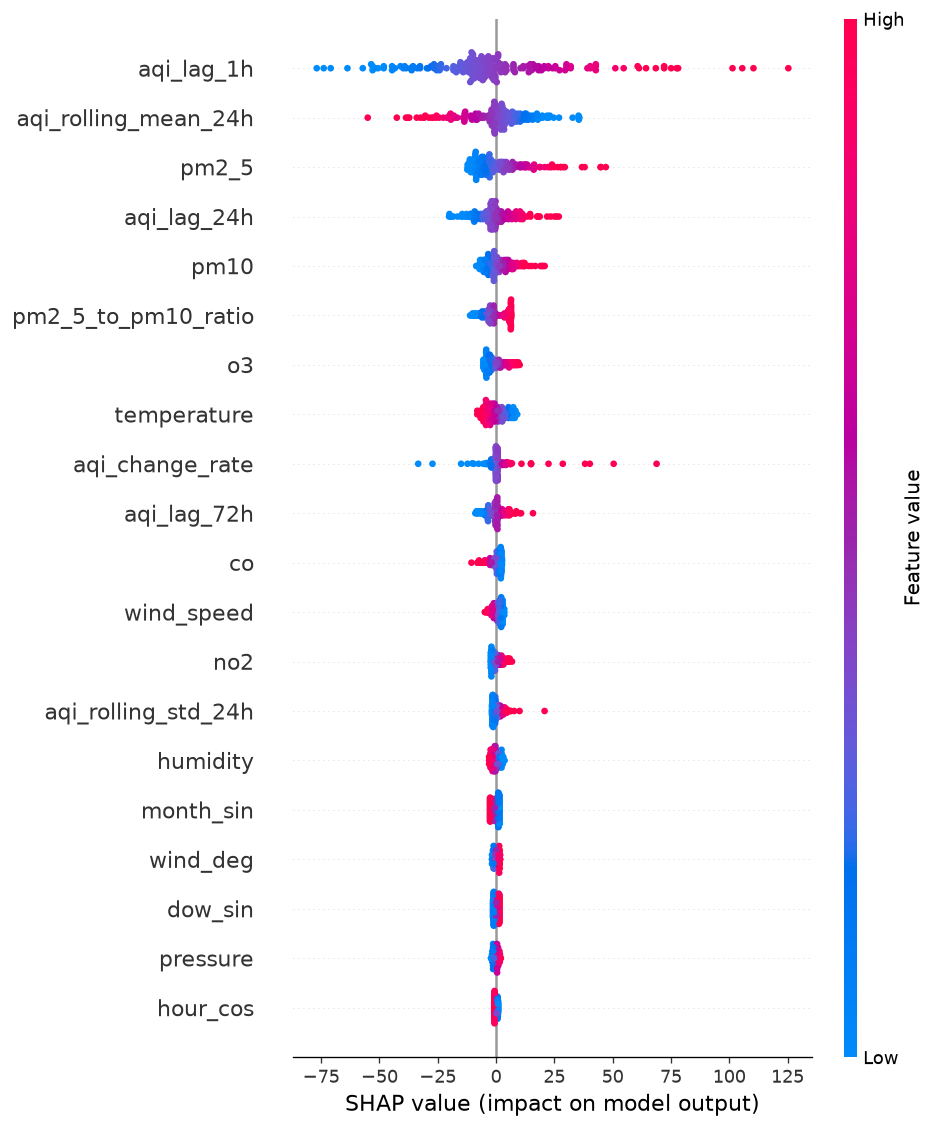 High
aqi_lag_1h
aqi_rolling_mean_24h
pm2_5
aqi_lag_24h
pm10
pm2_5_to_pm10_ratio
o3
temperature
aqi_change_rate
aqi_lag_72h
co
wind_speed
no2
aqi_rolling_std_24h
humidity
month_sin
wind_deg
dow_sin
pressure
hour_cos
Feature value
Low
−75 −50 −25 0 25 50 75 100 125
SHAP value (impact on model output)